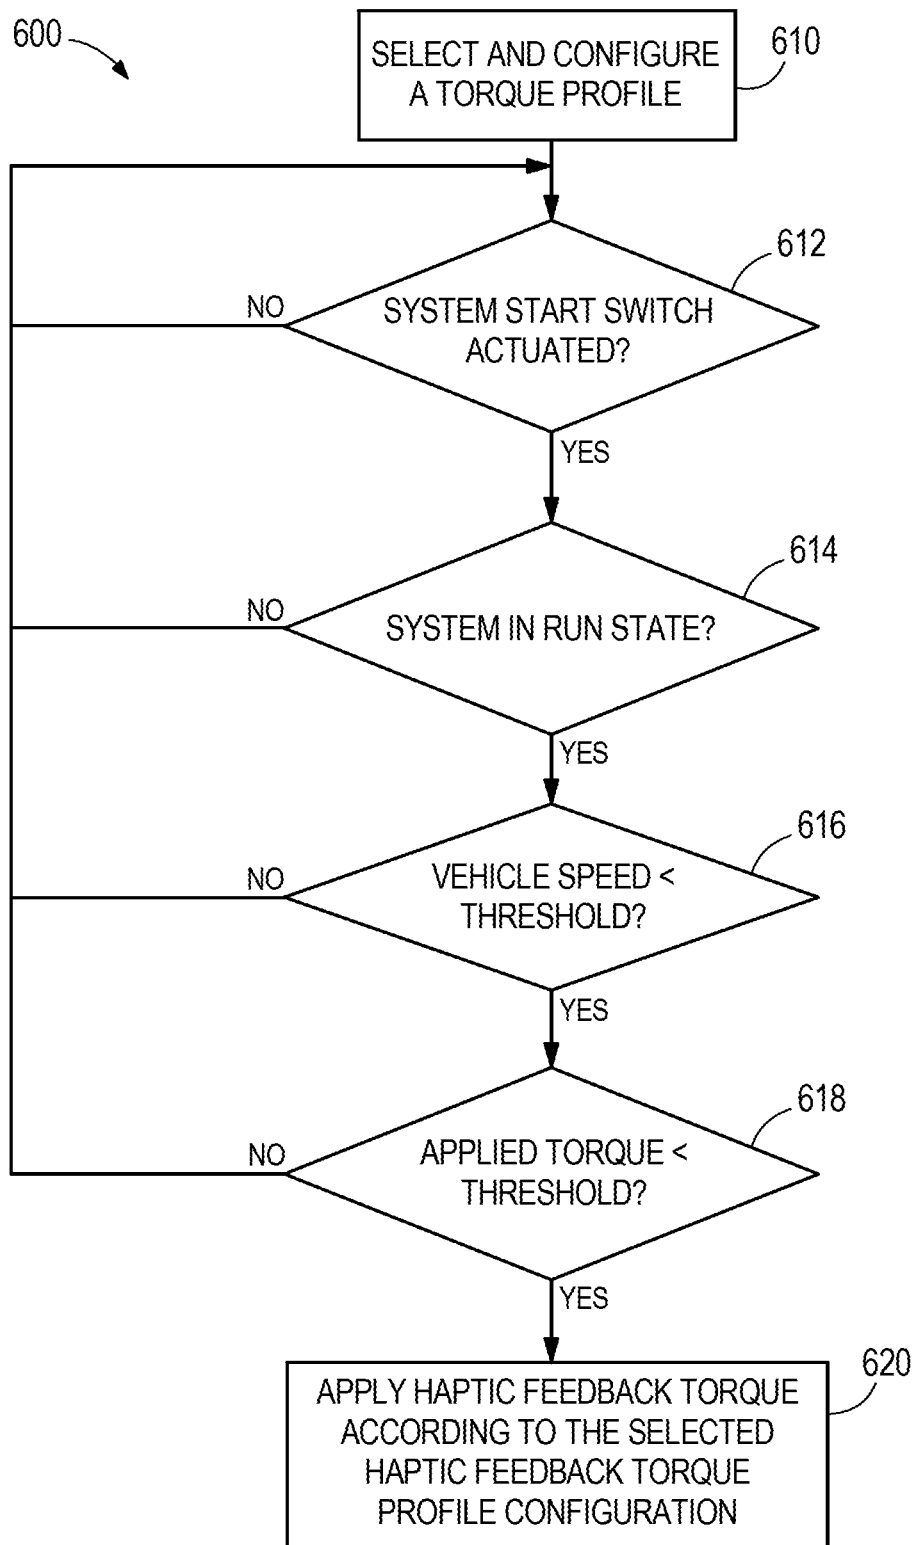 600
SELECT AND CONFIGURE
A TORQUE PROFILE
610
612
NO
SYSTEM START SWITCH
ACTUATED?
YES
614
NO
SYSTEM IN RUN STATE?
YES
616
NO
VEHICLE SPEED <
THRESHOLD?
YES
618
NO
APPLIED TORQUE <
THRESHOLD?
YES
620
APPLY HAPTIC FEEDBACK TORQUE
ACCORDING TO THE SELECTED
HAPTIC FEEDBACK TORQUE
PROFILE CONFIGURATION